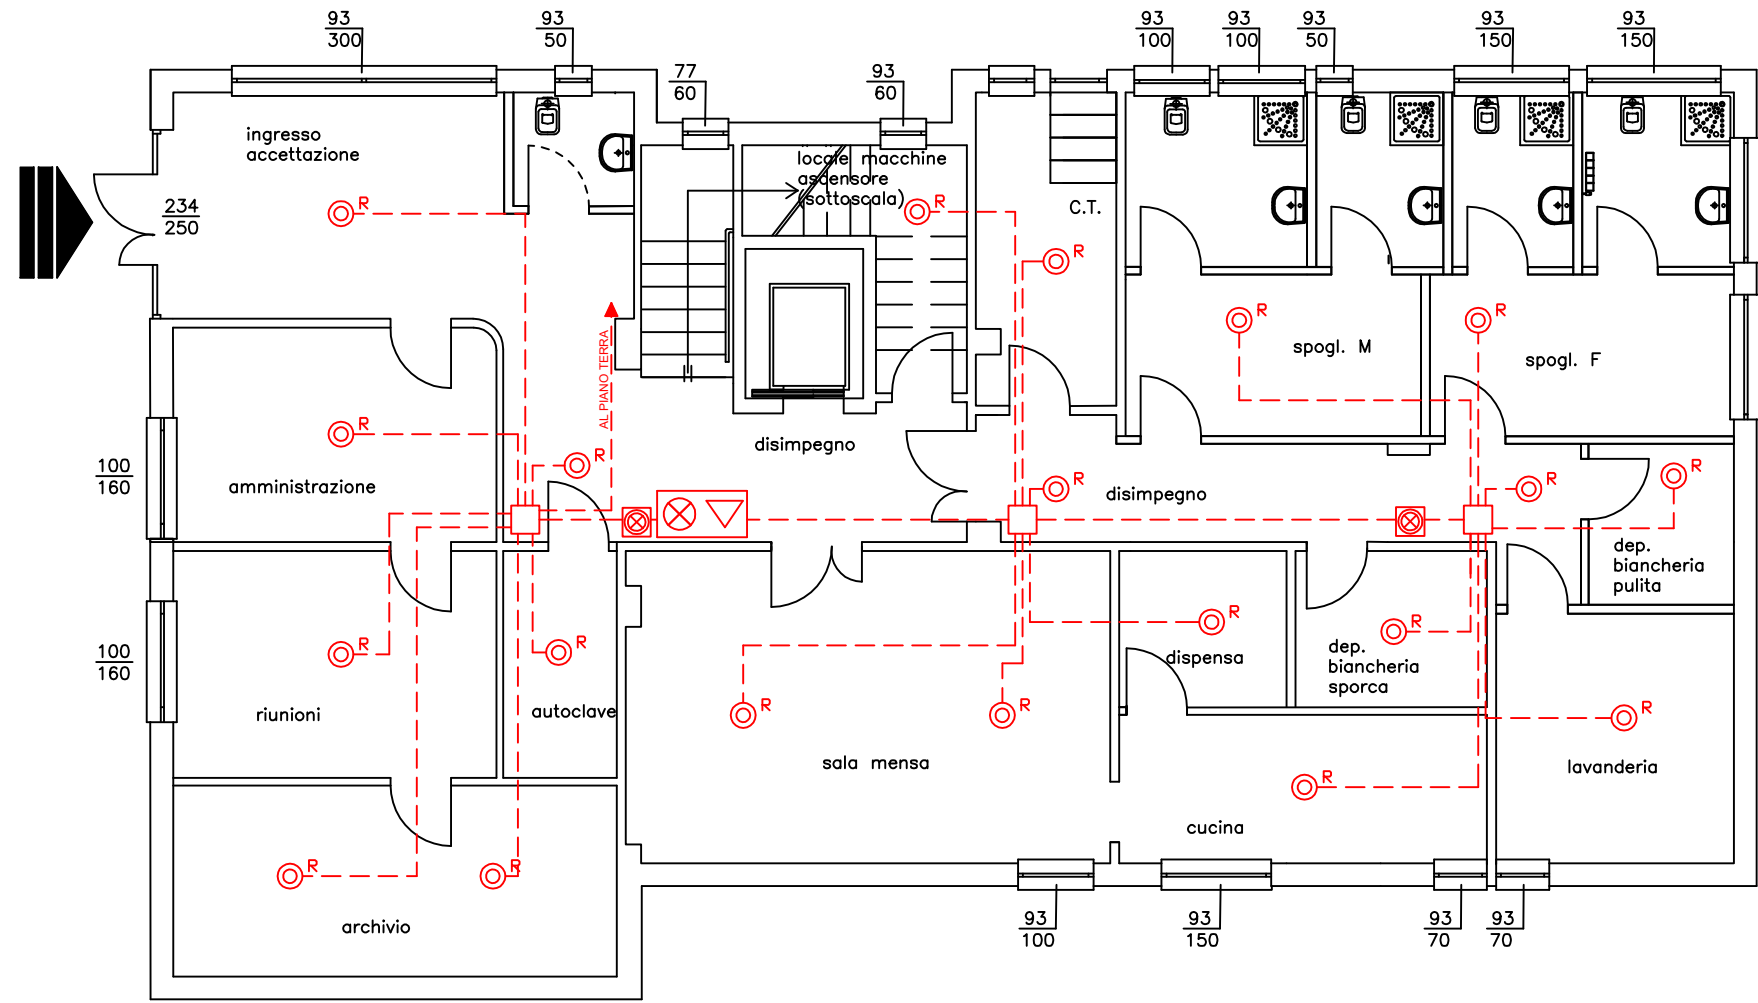 93
300
93
50
77
60
93
60
93
100
93
100
93
50
93
150
93
150
ingresso
accettazione
locale macchine
ascensore
(sottoscala)
R
R
C.T.
234
250
R
R
R
spogl. M
spogl. F
AL PIANO TERRA
R
disimpegno
R
R
R
R
100
160
amministrazione
disimpegno
dep.
biancheria
pulita
R
R
R
R
100
160
dispensa
dep.
biancheria
sporca
riunioni
autoclave
R
R
R
sala mensa
lavanderia
R
cucina
R
R
archivio
93
100
93
150
93
70
93
70